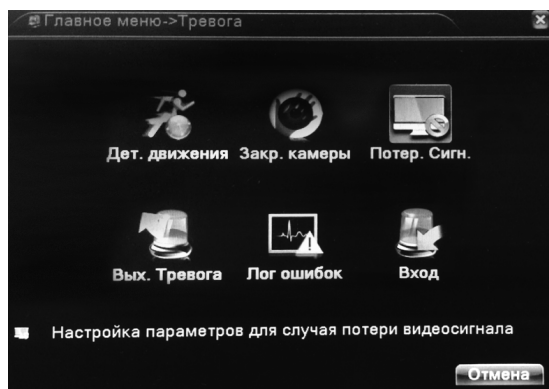 Главное меню->Тревога
Дет. движения Закр. камеры Потер. Сигн.
Вых. Тревога Лог ошибок Вход
Настройка параметров для случая потери видеосигнала
Отмена